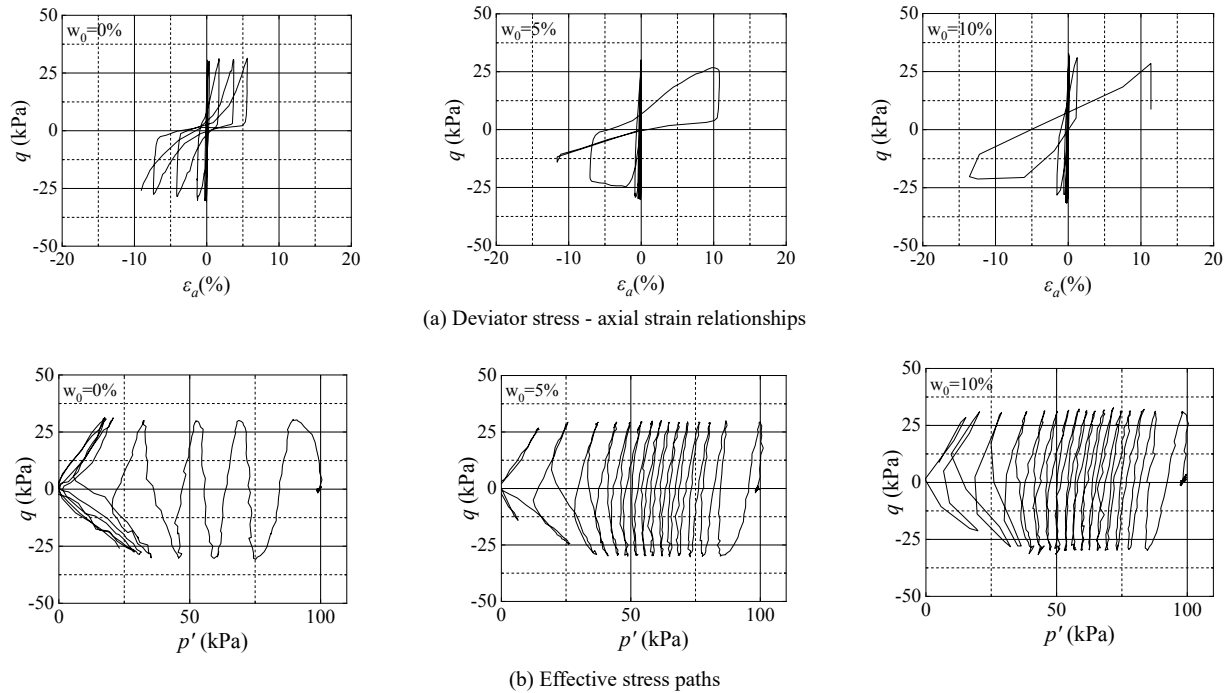 50
25
0
-25
-50
w0=0%
q (kPa)
-20 -10 0 10 20
εa(%)
50
25
0
-25
-50
w0=5%
q (kPa)
-20 -10 0 10 20
εa(%)
50
25
0
-25
-50
w0=10%
q (kPa)
-20 -10 0 10 20
εa(%)
(a) Deviator stress - axial strain relationships
50
25
0
-25
-50
w0=0%
q (kPa)
0 50 100
p′ (kPa)
50
25
0
-25
-50
w0=5%
q (kPa)
0 50 100
p′ (kPa)
50
25
0
-25
-50
w0=10%
q (kPa)
0 50 100
p′ (kPa)
(b) Effective stress paths